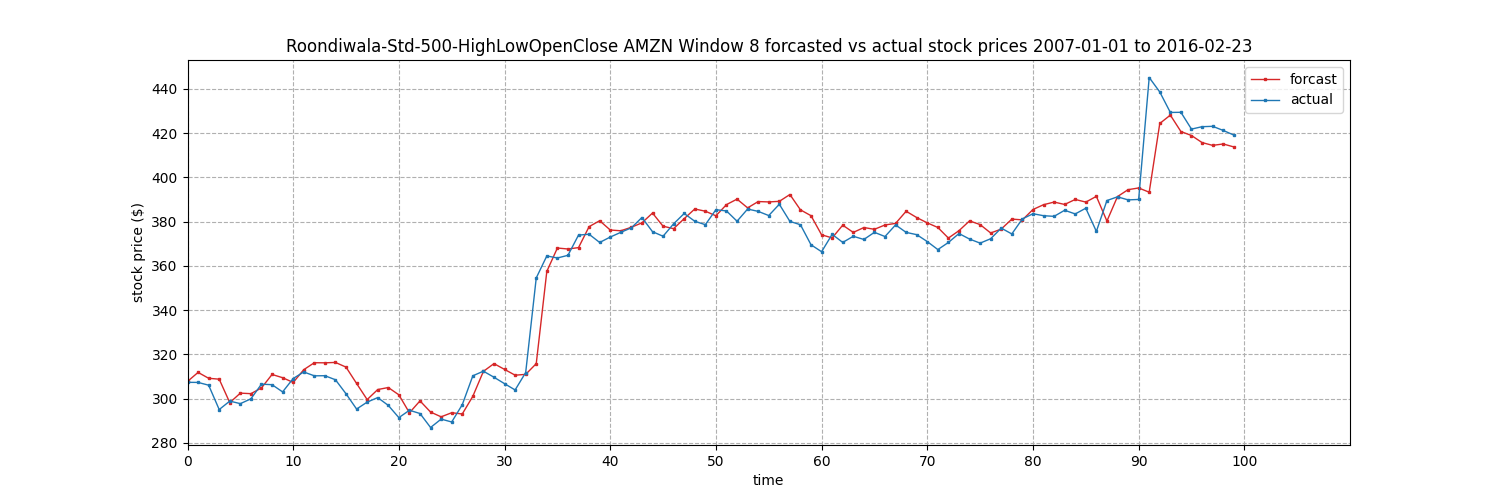 Roondiwala-Std-500-HighLowOpenClose AMZN Window 8 forcasted vs actual stock prices 2007-01-01 to 2016-02-23
forcast
actual
stock price ($)
440
420
400
380
360
340
320
300
280
0 10 20 30 40 50 60 70 80 90 100
time